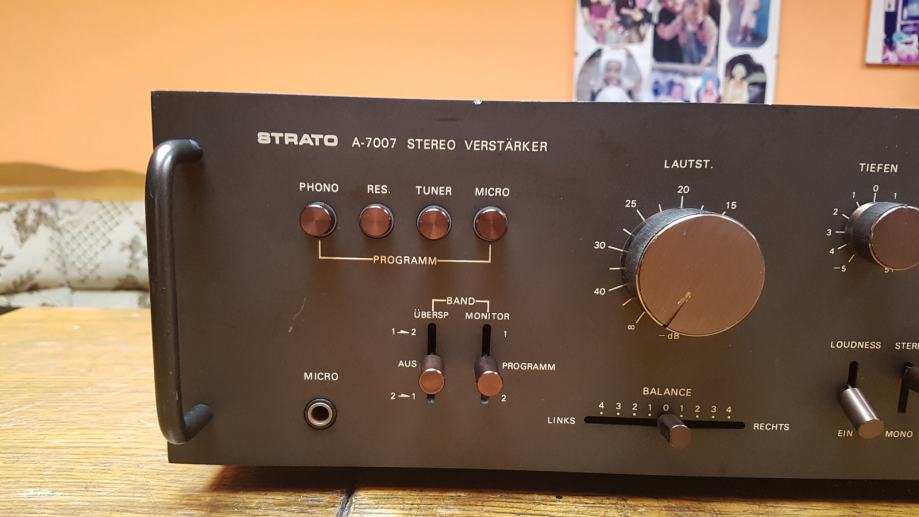 STRATO A-7007 STEREO VERSTÄRKER
PHONO RES. TUNER MICRO
PROGRAMM
LAUTST.
25 20 15
30
40
∞ -dB
TIEFEN
1 0 1
2
3
4
-5 5
BAND
ÜBERSP. MONITOR
1 2 1
AUS PROGRAMM
2 1 2
MICRO
BALANCE
4 3 2 1 0 1 2 3 4
LINKS RECHTS
LOUDNESS
EIN MONO